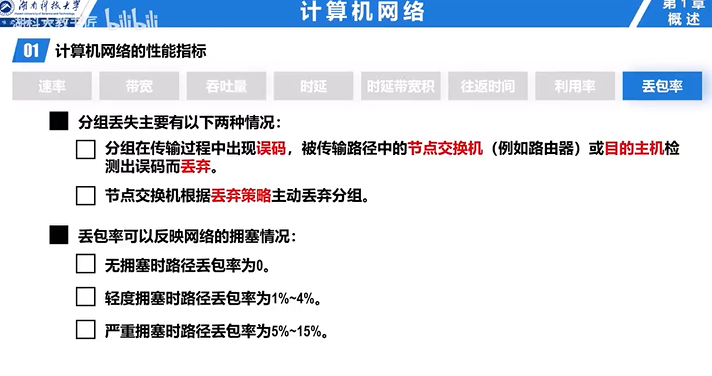 湖南科技大学
Hunan University of Science and Technology
湖科大教书匠 bilibili
计算机网络
第1章
概述
01 计算机网络的性能指标
速率 带宽 吞吐量 时延 时延带宽积 往返时间 利用率 丢包率
分组丢失主要有以下两种情况：
分组在传输过程中出现误码，被传输路径中的节点交换机（例如路由器）或目的主机检
测出误码而丢弃。
节点交换机根据丢弃策略主动丢弃分组。
丢包率可以反映网络的拥塞情况：
无拥塞时路径丢包率为0。
轻度拥塞时路径丢包率为1%~4%。
严重拥塞时路径丢包率为5%~15%。